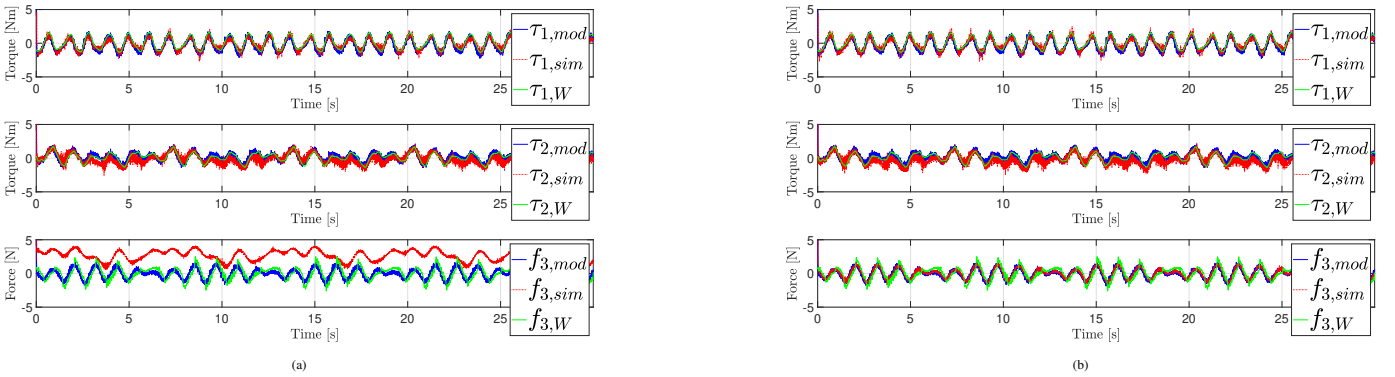 5
0
-5
Torque [Nm]
0 5 10 15 20 25
Time [s]
τ1,mod
τ1,sim
τ1,W
5
0
-5
Torque [Nm]
0 5 10 15 20 25
Time [s]
τ2,mod
τ2,sim
τ2,W
5
0
-5
Force [N]
0 5 10 15 20 25
Time [s]
f3,mod
f3,sim
f3,W
(a)
5
0
-5
Torque [Nm]
0 5 10 15 20 25
Time [s]
τ1,mod
τ1,sim
τ1,W
5
0
-5
Torque [Nm]
0 5 10 15 20 25
Time [s]
τ2,mod
τ2,sim
τ2,W
5
0
-5
Force [N]
0 5 10 15 20 25
Time [s]
f3,mod
f3,sim
f3,W
(b)